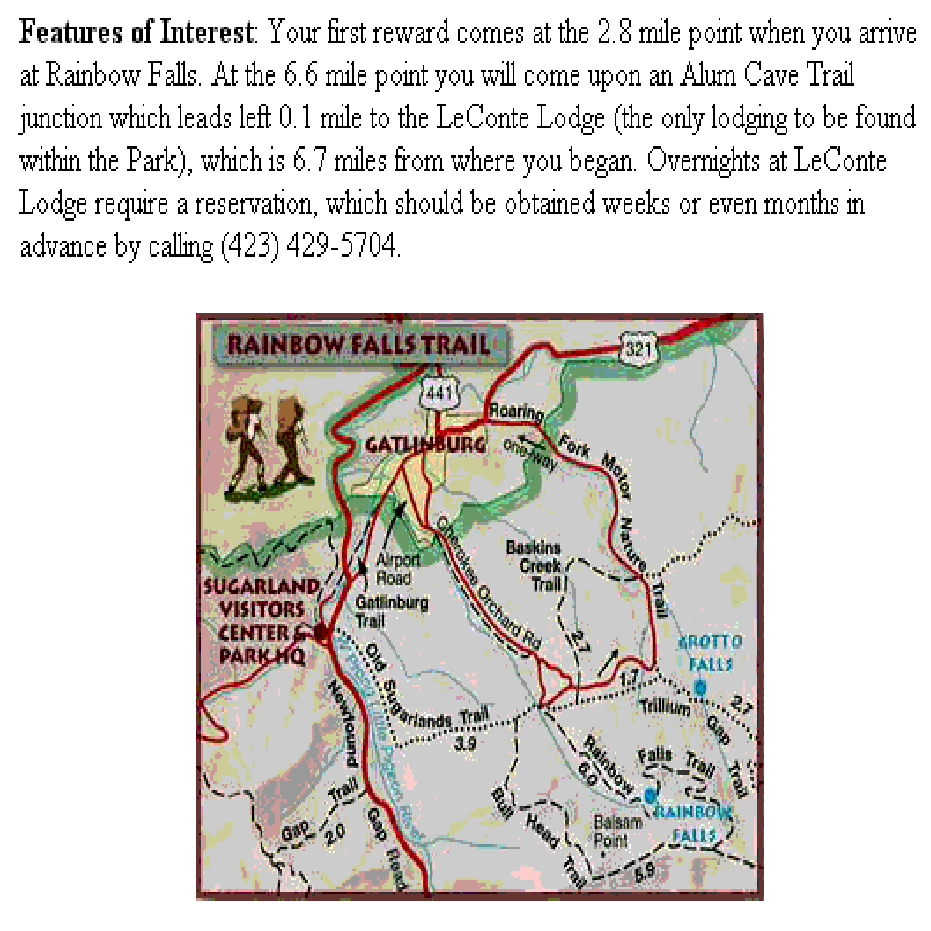 Features of Interest: Your first reward comes at the 2.8 mile point when you arrive
at Rainbow Falls. At the 6.6 mile point you will come upon an Alum Cave Trail
junction which leads left 0.1 mile to the LeConte Lodge (the only lodging to be found
within the Park), which is 6.7 miles from where you began. Overnights at LeConte
Lodge require a reservation, which should be obtained weeks or even months in
advance by calling (423) 429-5704.
RAINBOW FALLS TRAIL
321
441
Roaring Fork Motor Nature Trail
GATLINBURG
one-way
Cherokee Orchard Rd
Baskins
Creek
Trail
Airport
Road
SUGARLAND
VISITORS
CENTER &
PARK HQ
Gatlinburg
Trail
2.7
GROTTO
FALLS
Old Sugarlands Trail
3.9
1.7
Trillium Gap Trail
2.7
W Prong Little Pigeon River
Newfound Gap Road
Rainbow Falls Trail
6.0
Gap Trail
2.0
Bull Head Trail
Balsam
Point
RAINBOW
FALLS
5.9